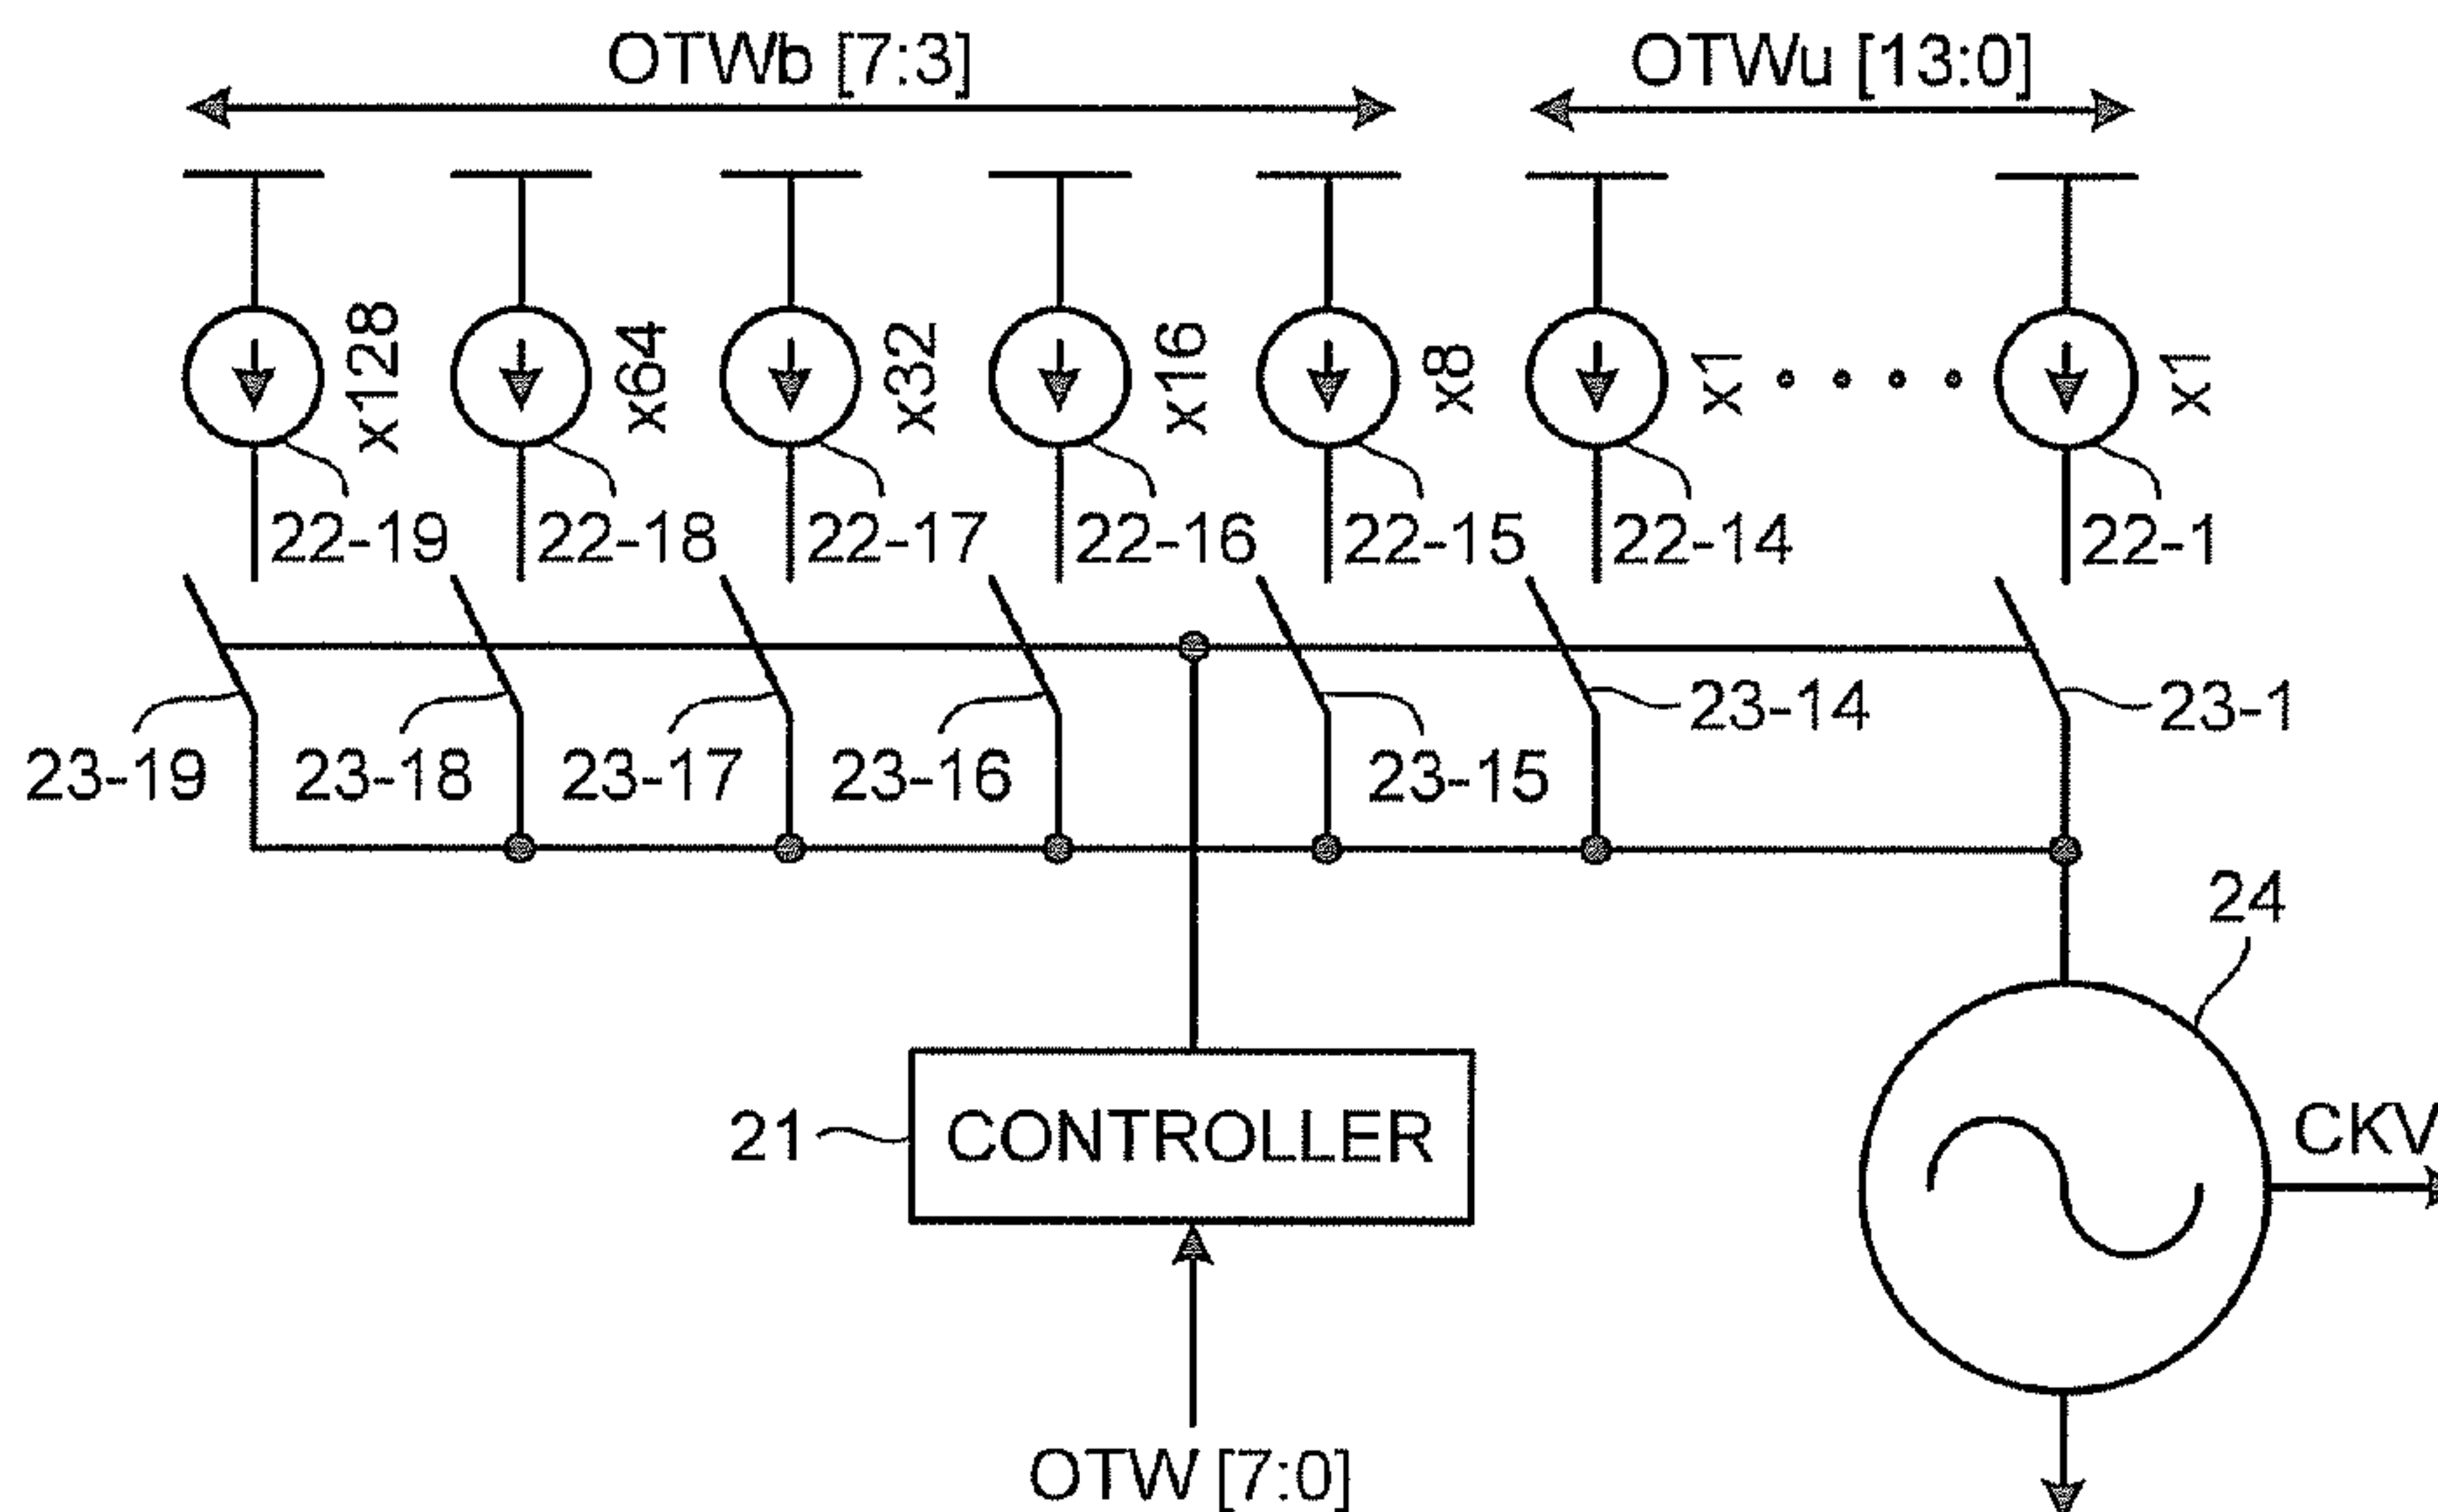 OTWb [7:3]
OTWu [13:0]
x128
x64
x32
x16
x8
x1
x1
22-19
22-18
22-17
22-16
22-15
22-14
22-1
23-14
23-1
23-19
23-18
23-17
23-16
23-15
24
21
CONTROLLER
CKV
OTW [7:0]